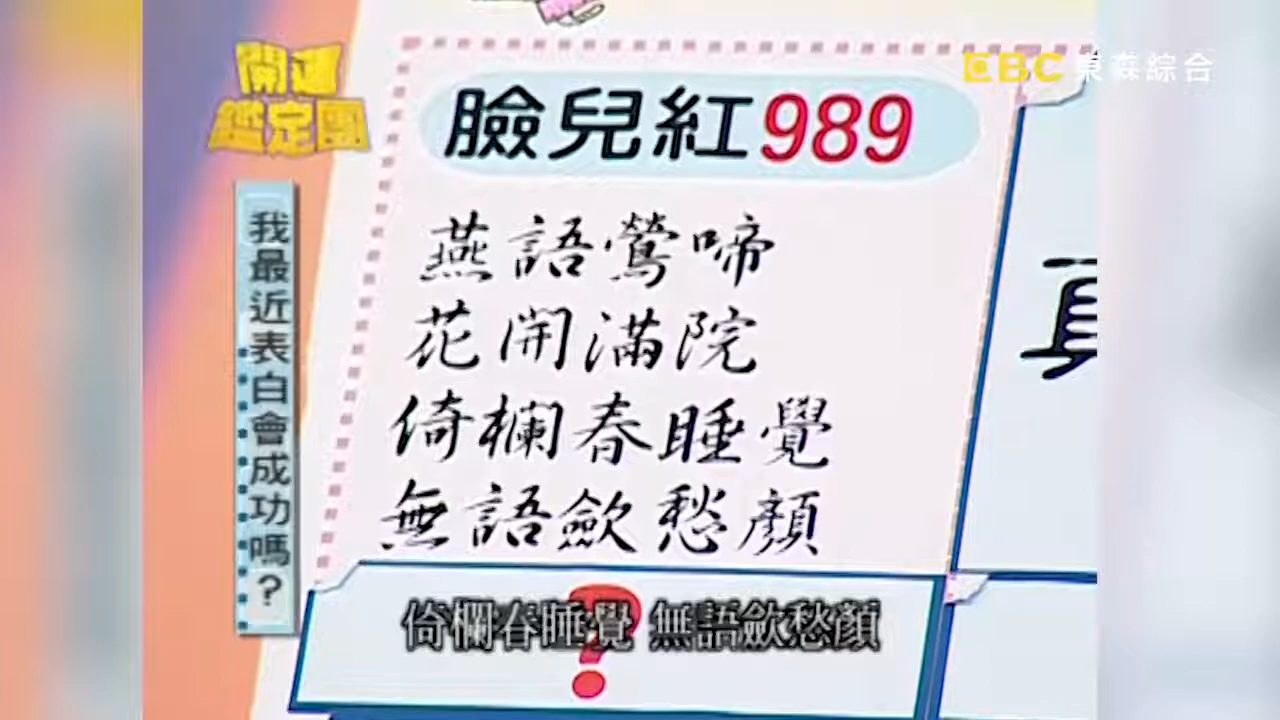 開運
鑑定團
EBC 東森綜合
臉兒紅989
我最近表白會成功嗎？
燕語鶯啼
花開滿院
倚欄春睡覺
無語斂愁顏
?
倚欄春睡覺 無語斂愁顏